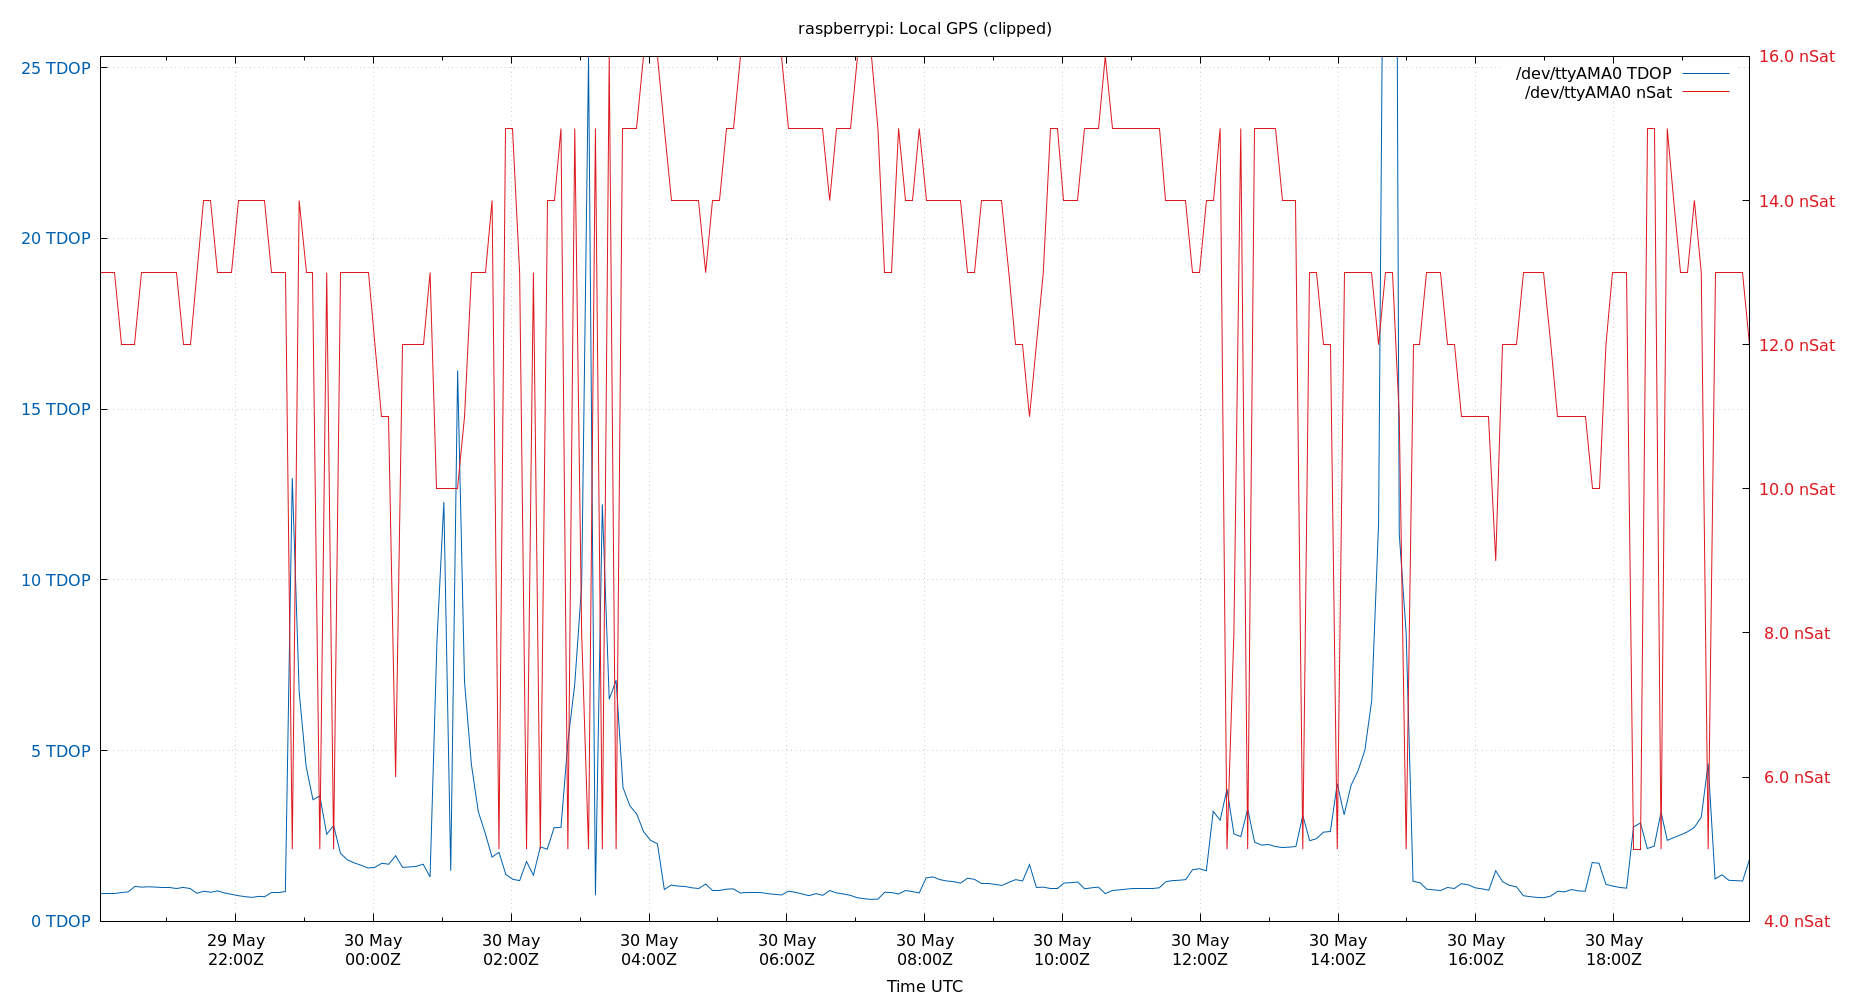 raspberrypi: Local GPS (clipped)
/dev/ttyAMA0 TDOP
/dev/ttyAMA0 nSat
25 TDOP
20 TDOP
15 TDOP
10 TDOP
5 TDOP
0 TDOP
16.0 nSat
14.0 nSat
12.0 nSat
10.0 nSat
8.0 nSat
6.0 nSat
4.0 nSat
29 May
22:00Z
30 May
00:00Z
30 May
02:00Z
30 May
04:00Z
30 May
06:00Z
30 May
08:00Z
30 May
10:00Z
30 May
12:00Z
30 May
14:00Z
30 May
16:00Z
30 May
18:00Z
Time UTC